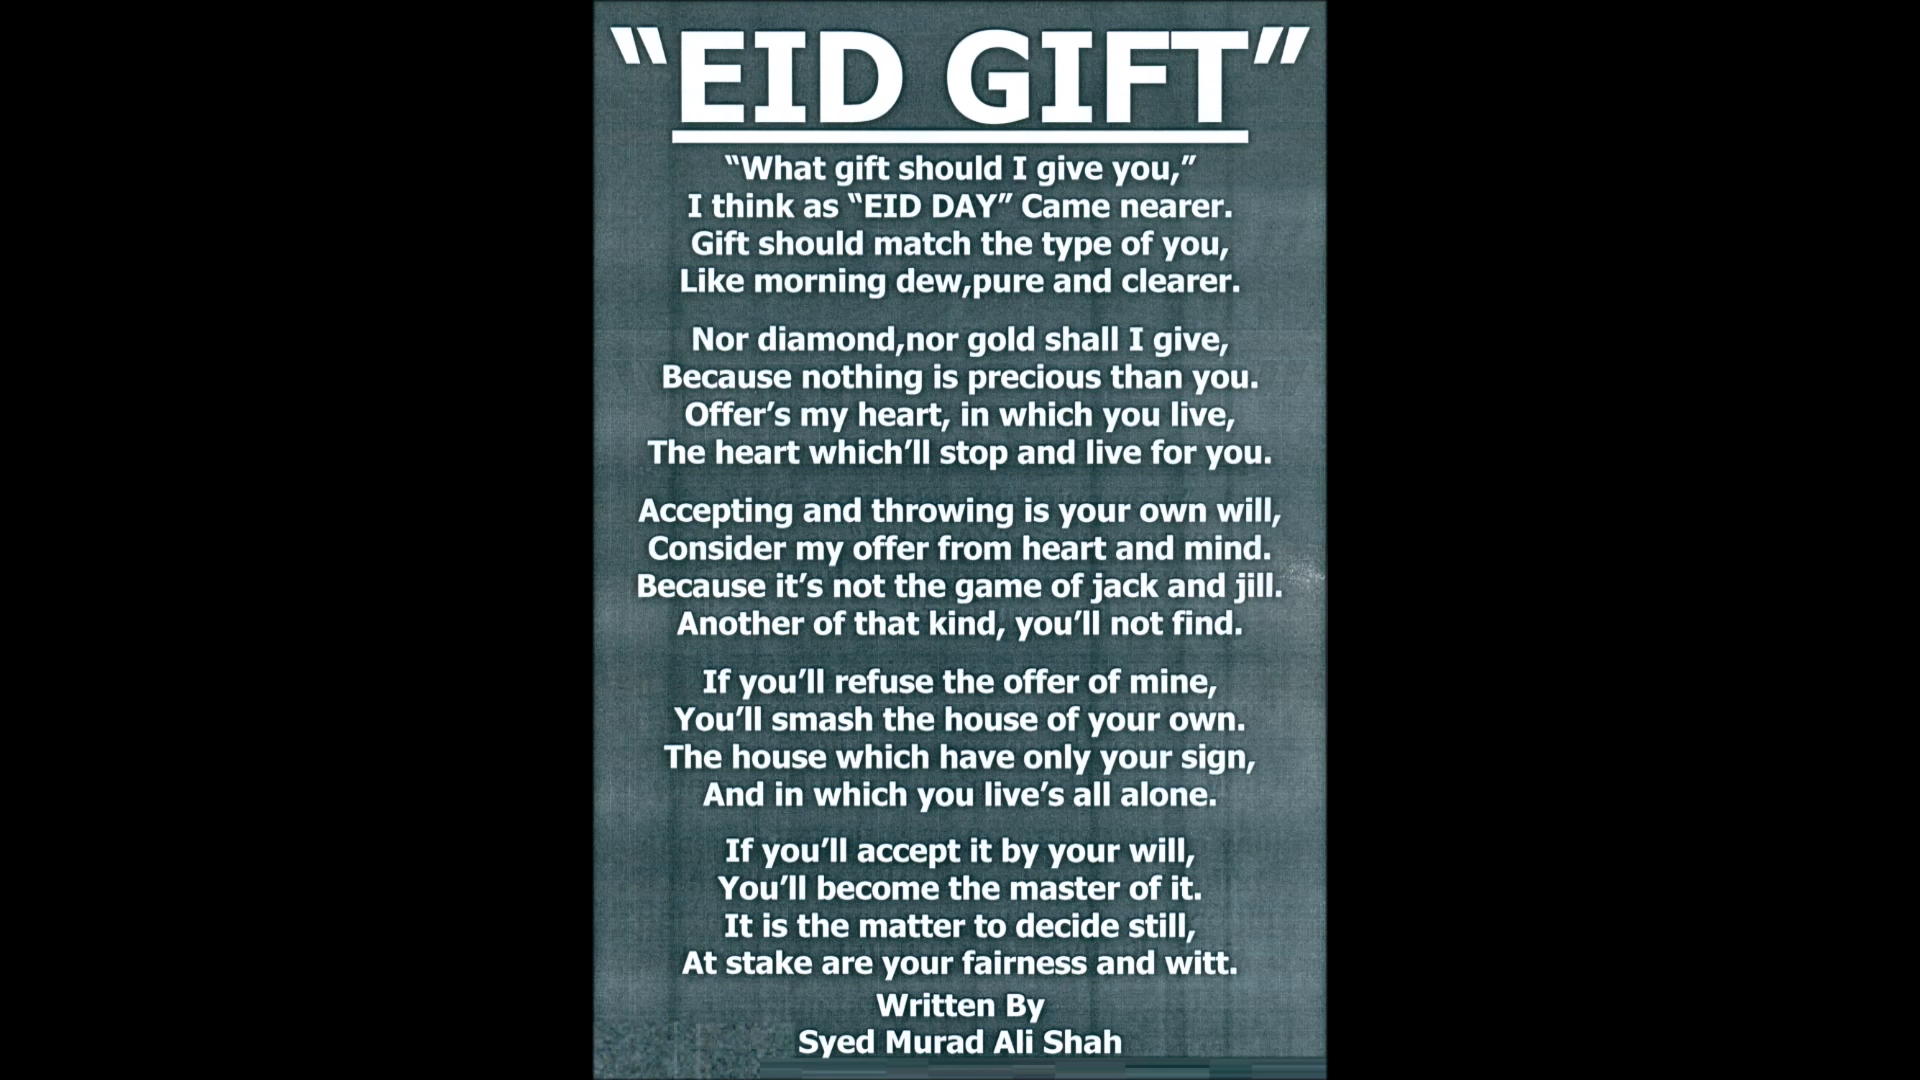 “EID GIFT”
“What gift should I give you,”
I think as “EID DAY” Came nearer.
Gift should match the type of you,
Like morning dew,pure and clearer.
Nor diamond,nor gold shall I give,
Because nothing is precious than you.
Offer’s my heart, in which you live,
The heart which’ll stop and live for you.
Accepting and throwing is your own will,
Consider my offer from heart and mind.
Because it’s not the game of jack and jill.
Another of that kind, you’ll not find.
If you’ll refuse the offer of mine,
You’ll smash the house of your own.
The house which have only your sign,
And in which you live’s all alone.
If you’ll accept it by your will,
You’ll become the master of it.
It is the matter to decide still,
At stake are your fairness and witt.
Written By
Syed Murad Ali Shah